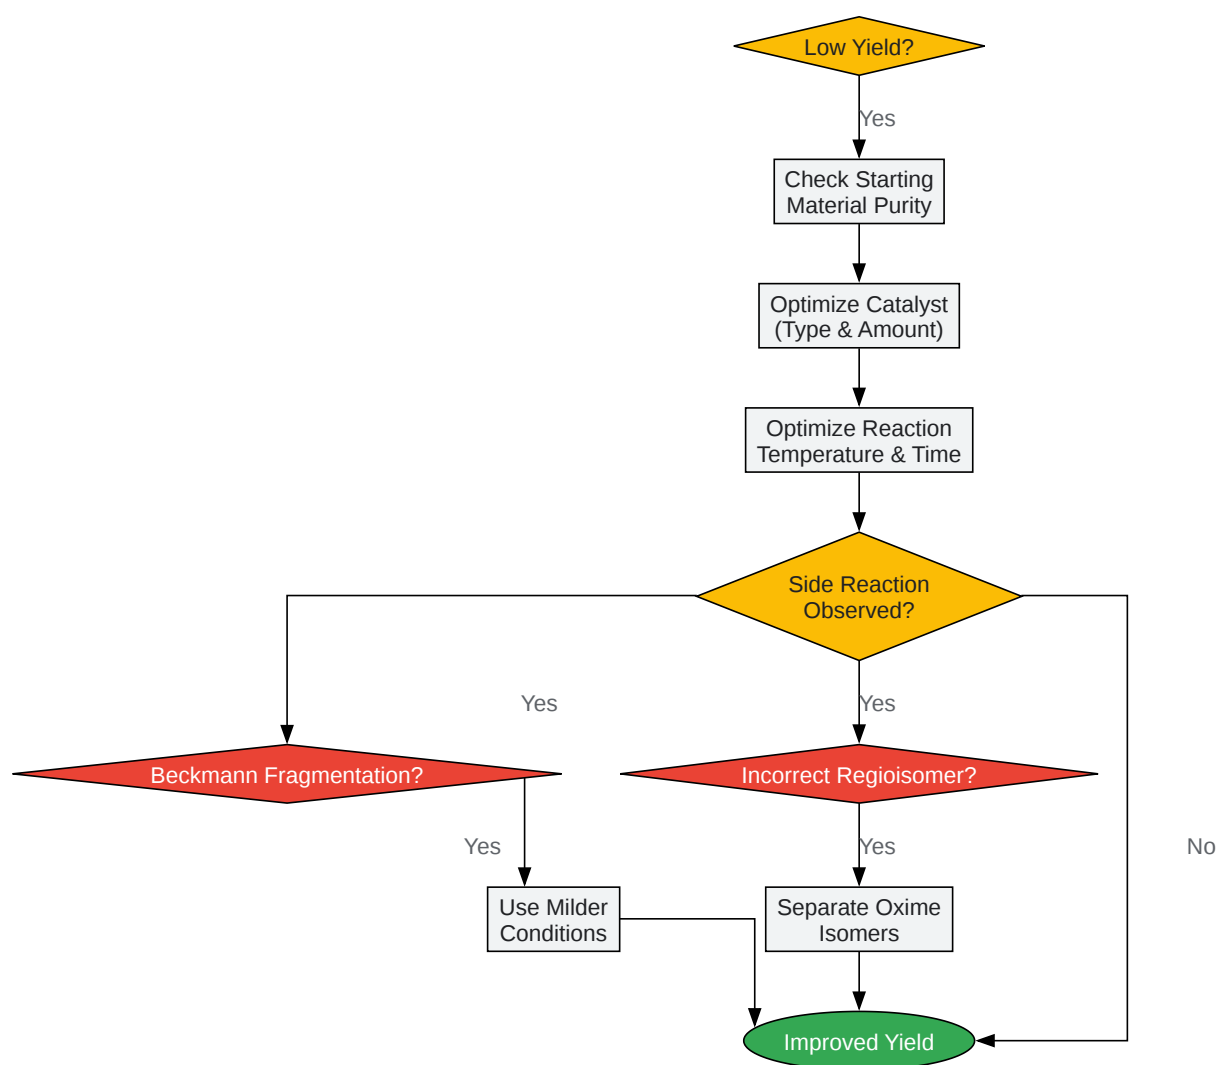 Low Yield?
Yes
Check Starting
Material Purity
Optimize Catalyst
(Type & Amount)
Optimize Reaction
Temperature & Time
Side Reaction
Observed?
Yes
Yes
Beckmann Fragmentation?
Incorrect Regioisomer?
Yes
Yes
No
Use Milder
Conditions
Separate Oxime
Isomers
Improved Yield